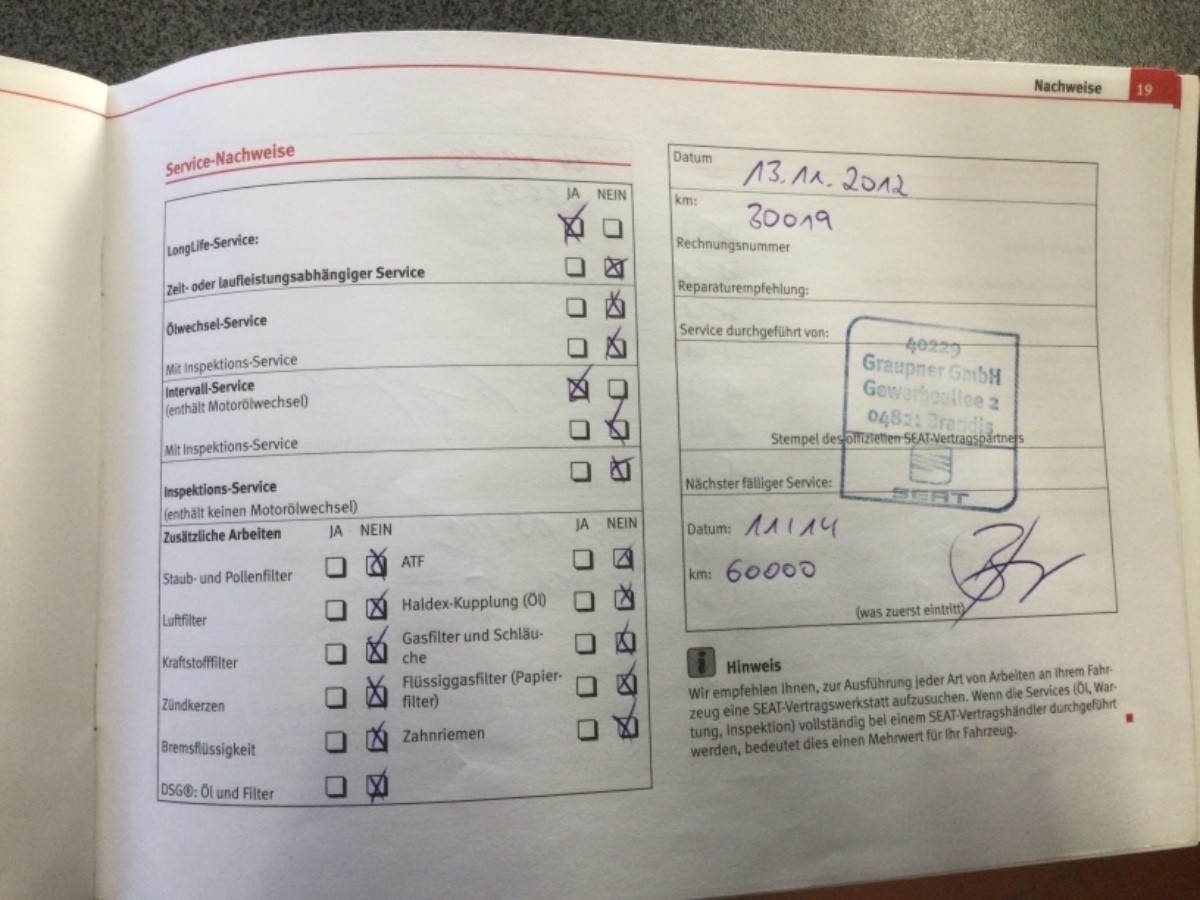 Nachweise 19
Service-Nachweise
JA NEIN
LongLife-Service:
Zeit- oder laufleistungsabhängiger Service
Ölwechsel-Service
Mit Inspektions-Service
Intervall-Service
(enthält Motorölwechsel)
Mit Inspektions-Service
Inspektions-Service
(enthält keinen Motorölwechsel)
Zusätzliche Arbeiten JA NEIN JA NEIN
Staub- und Pollenfilter
ATF
Luftfilter
Haldex-Kupplung (Öl)
Kraftstofffilter
Gasfilter und Schläu-
che
Zündkerzen
Flüssiggasfilter (Papier-
filter)
Bremsflüssigkeit
Zahnriemen
DSG®: Öl und Filter
Datum 13.11.2012
km: 30019
Rechnungsnummer
Reparaturempfehlung:
Service durchgeführt von:
40229
Graupner GmbH
Gewerbeallee 2
04821 Brandis
Stempel des offiziellen SEAT-Vertragspartners
SEAT
Nächster fälliger Service:
Datum: 11/14
km: 60000
(was zuerst eintritt)
Hinweis
Wir empfehlen Ihnen, zur Ausführung jeder Art von Arbeiten an Ihrem Fahr-
zeug eine SEAT-Vertragswerkstatt aufzusuchen. Wenn die Services (Öl, War-
tung, Inspektion) vollständig bei einem SEAT-Vertragshändler durchgeführt
werden, bedeutet dies einen Mehrwert für Ihr Fahrzeug.